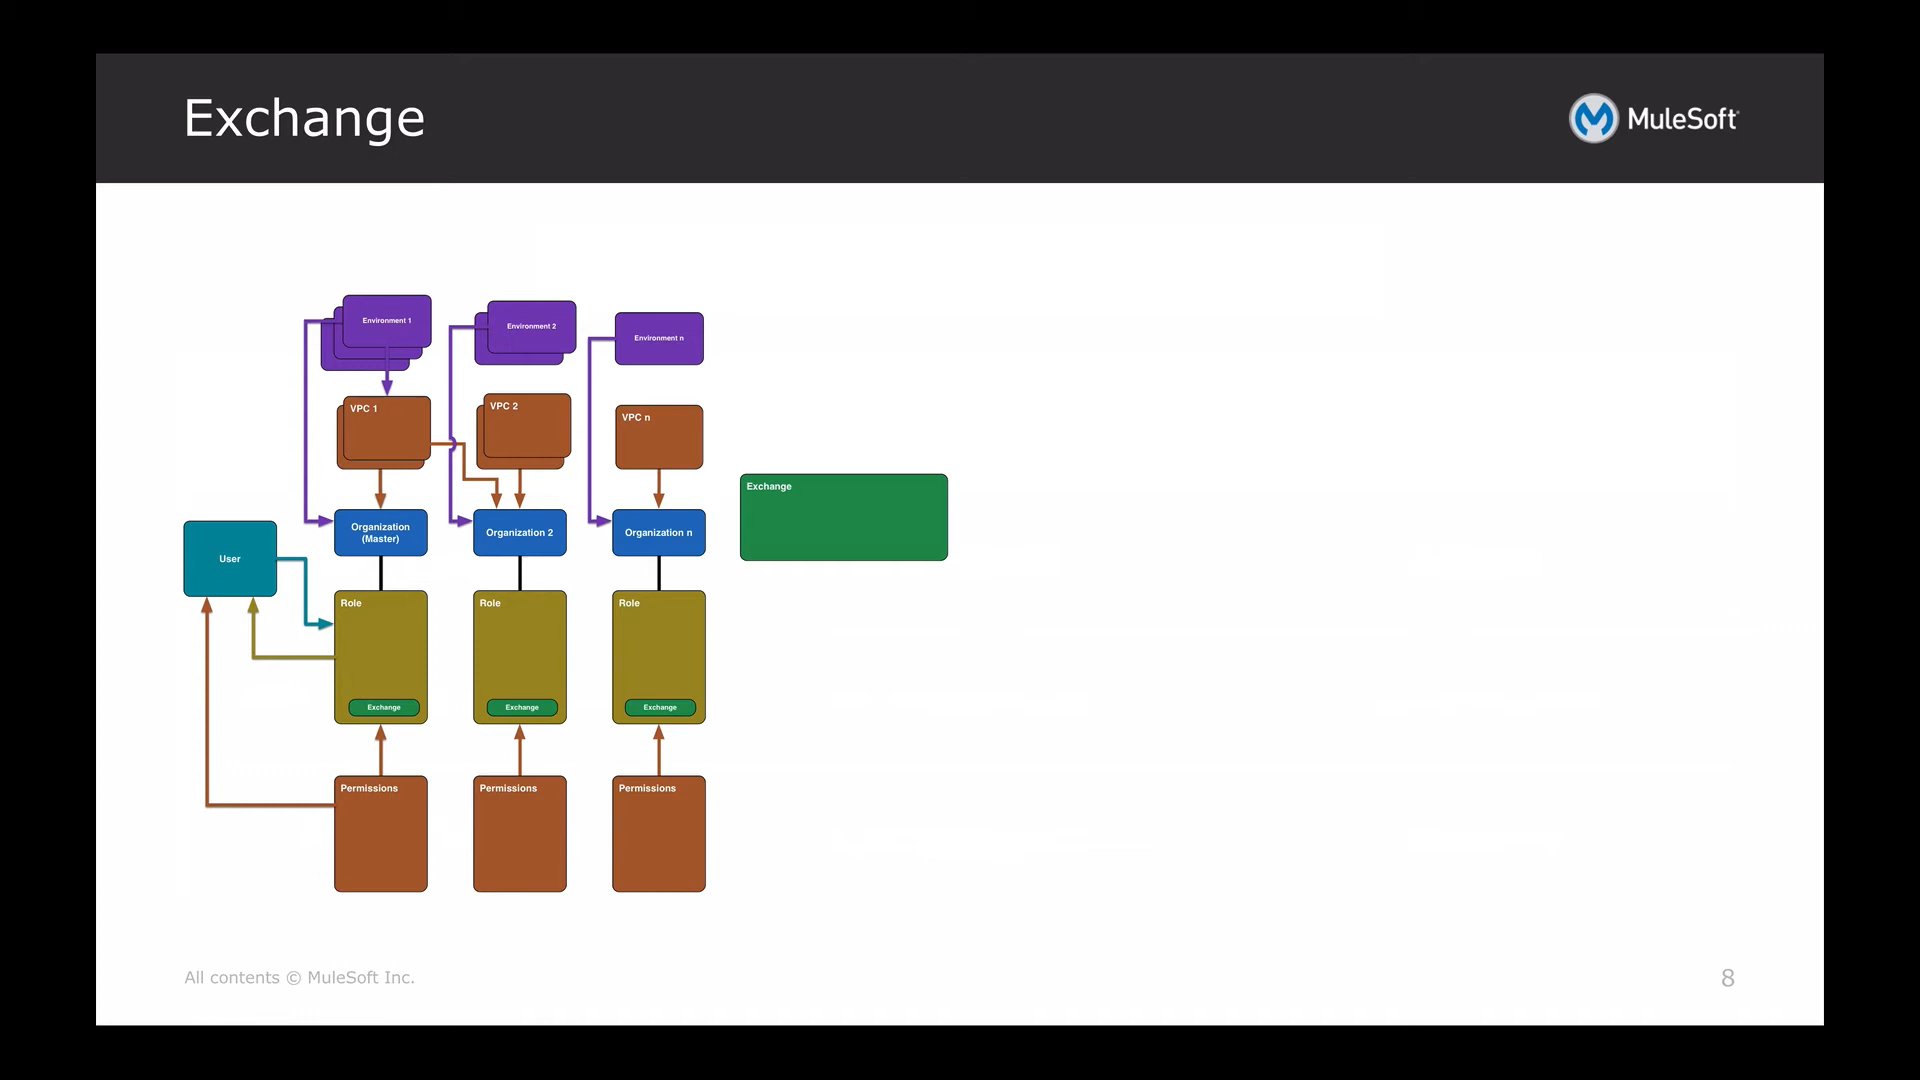 Exchange
MuleSoft
Environment 1
Environment 2
Environment n
VPC 1
VPC 2
VPC n
Exchange
User
Organization
(Master)
Organization 2
Organization n
Role
Role
Role
Exchange
Exchange
Exchange
Permissions
Permissions
Permissions
All contents © MuleSoft Inc.
8